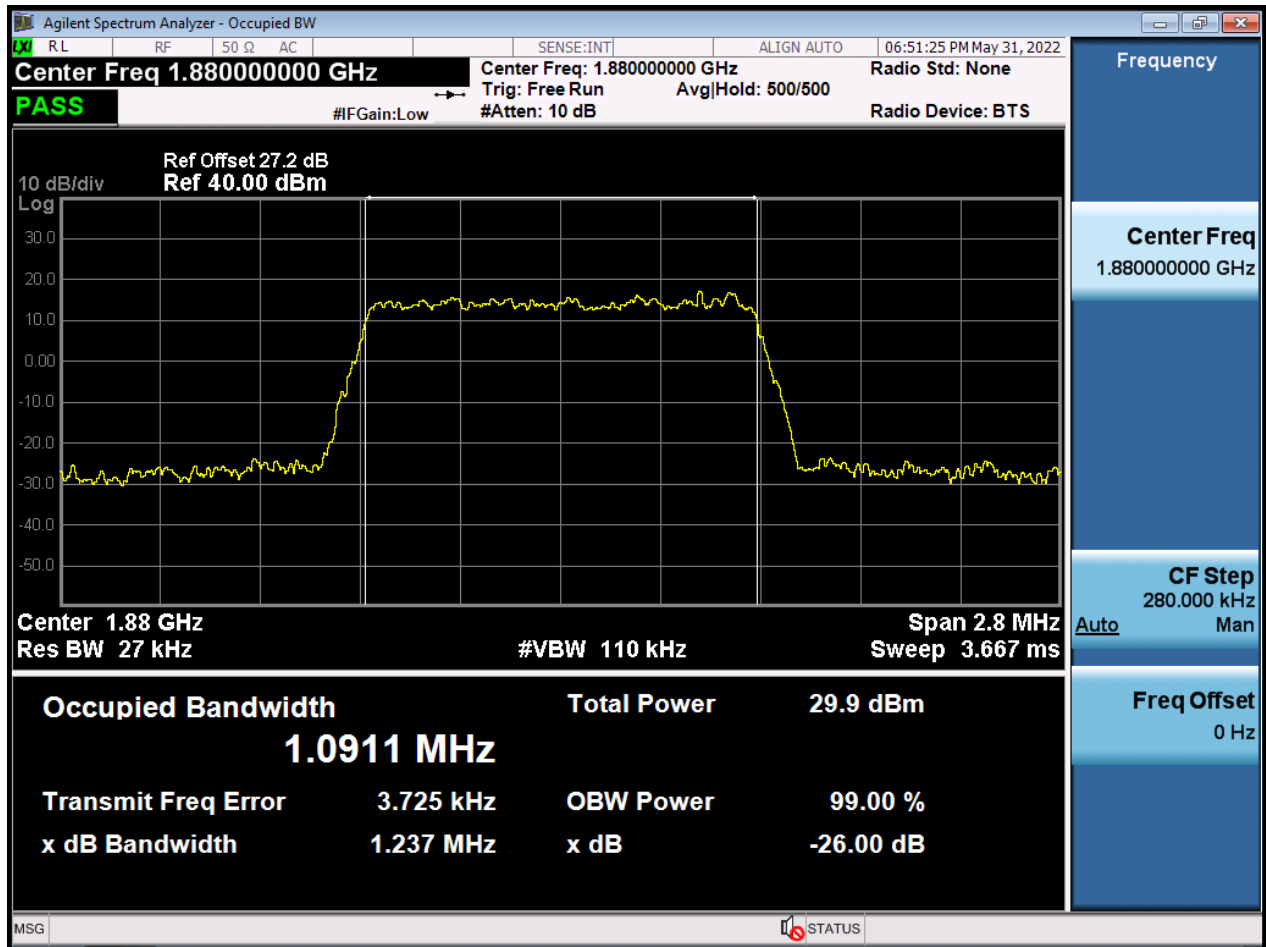 Agilent Spectrum Analyzer - Occupied BW
LXI RL RF 50 Ω AC SENSE:INT ALIGN AUTO 06:51:25 PM May 31, 2022
Center Freq 1.880000000 GHz
Center Freq: 1.880000000 GHz Radio Std: None
Trig: Free Run Avg|Hold: 500/500
PASS #IFGain:Low #Atten: 10 dB Radio Device: BTS
Ref Offset 27.2 dB
10 dB/div Ref 40.00 dBm
Log
30.0
20.0
10.0
0.00
-10.0
-20.0
-30.0
-40.0
-50.0
Center 1.88 GHz Span 2.8 MHz
Res BW 27 kHz #VBW 110 kHz Sweep 3.667 ms
Occupied Bandwidth Total Power 29.9 dBm
1.0911 MHz
Transmit Freq Error 3.725 kHz OBW Power 99.00 %
x dB Bandwidth 1.237 MHz x dB -26.00 dB
MSG STATUS
Frequency
Center Freq
1.880000000 GHz
CF Step
280.000 kHz
Auto Man
Freq Offset
0 Hz